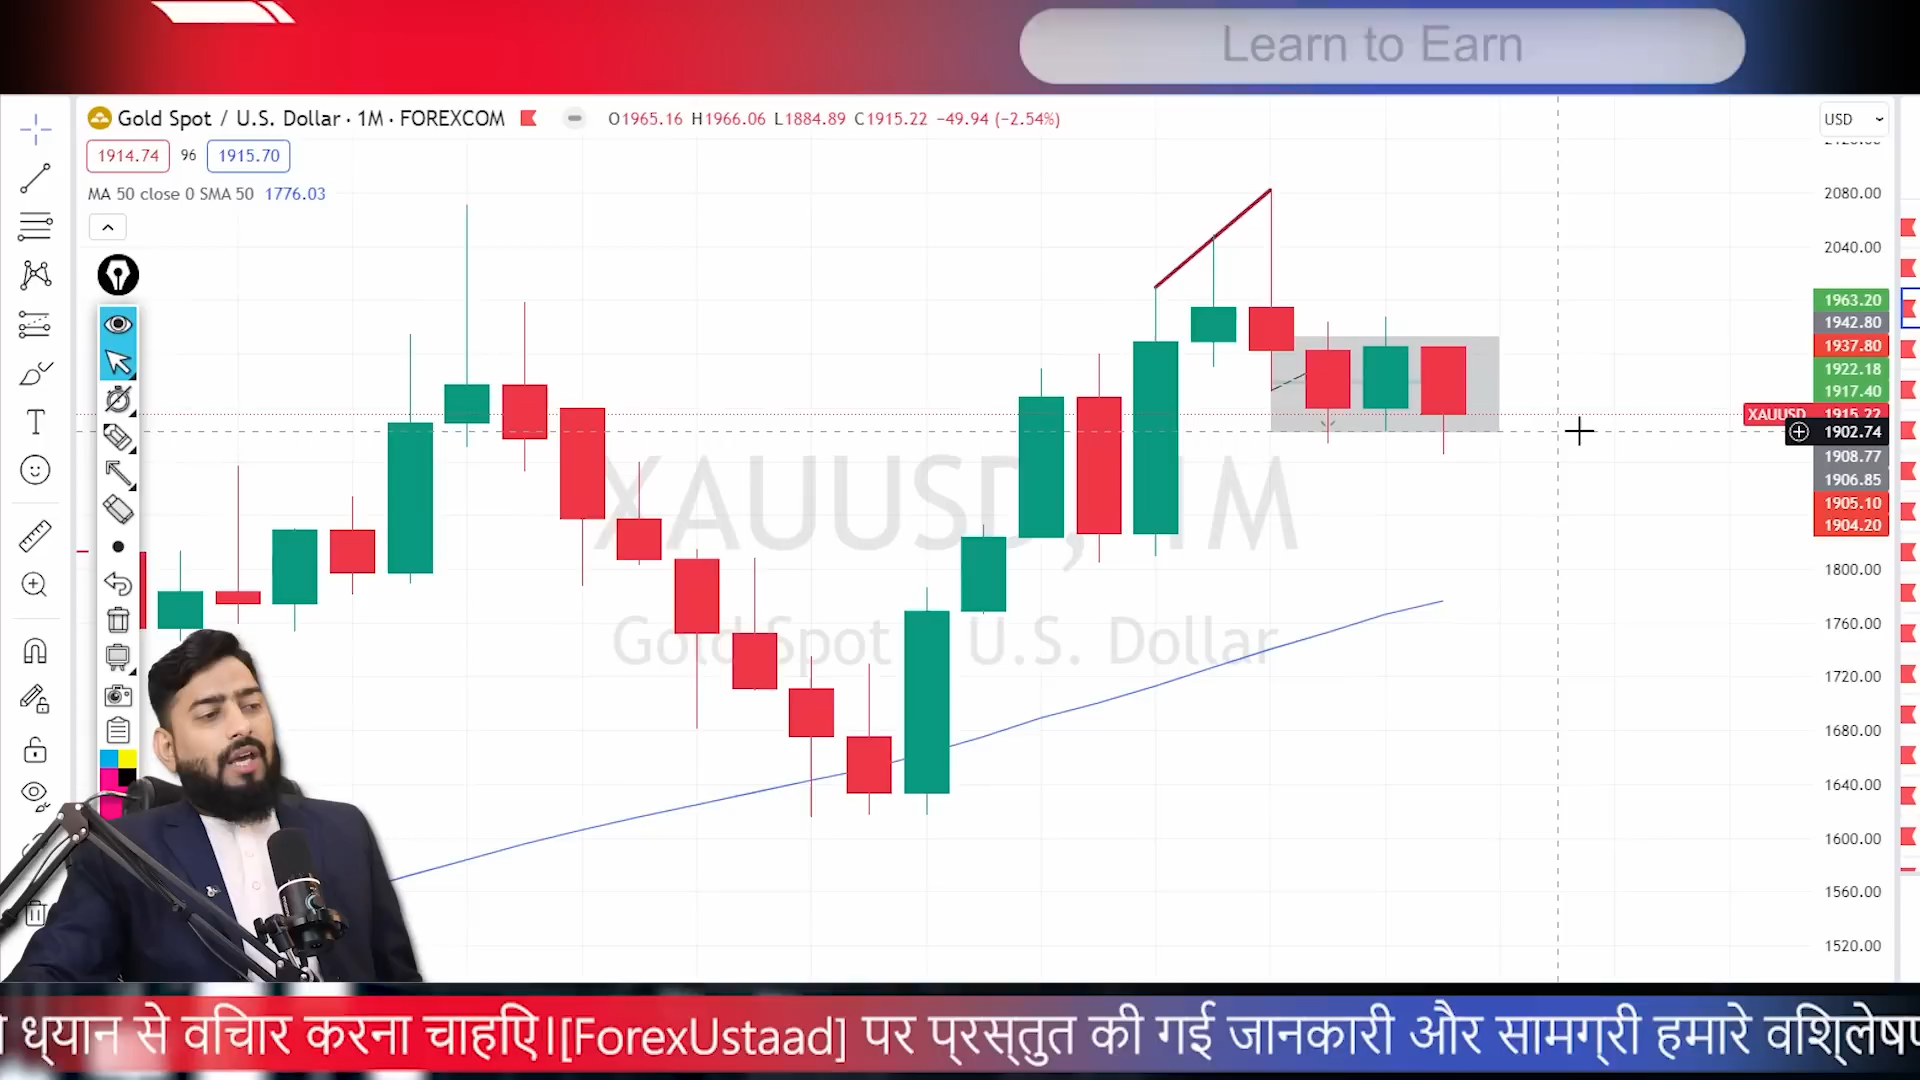 Learn to Earn
Gold Spot / U.S. Dollar · 1M · FOREXCOM
O1965.16 H1966.06 L1884.89 C1915.22 −49.94 (−2.54%)
USD
1914.74 96 1915.70
MA 50 close 0 SMA 50 1776.03
2080.00
2040.00
1963.20
1942.80
1937.80
1922.18
1917.40
XAUUSD 1915.22
1902.74
1908.77
1906.85
1905.10
1904.20
XAUUSD, 1M
Gold Spot U.S. Dollar
1800.00
1760.00
1720.00
1680.00
1640.00
1600.00
1560.00
1520.00
ध्यान से विचार करना चाहिए।[ForexUstaad] पर प्रस्तुत की गई जानकारी और सामग्री हमारे